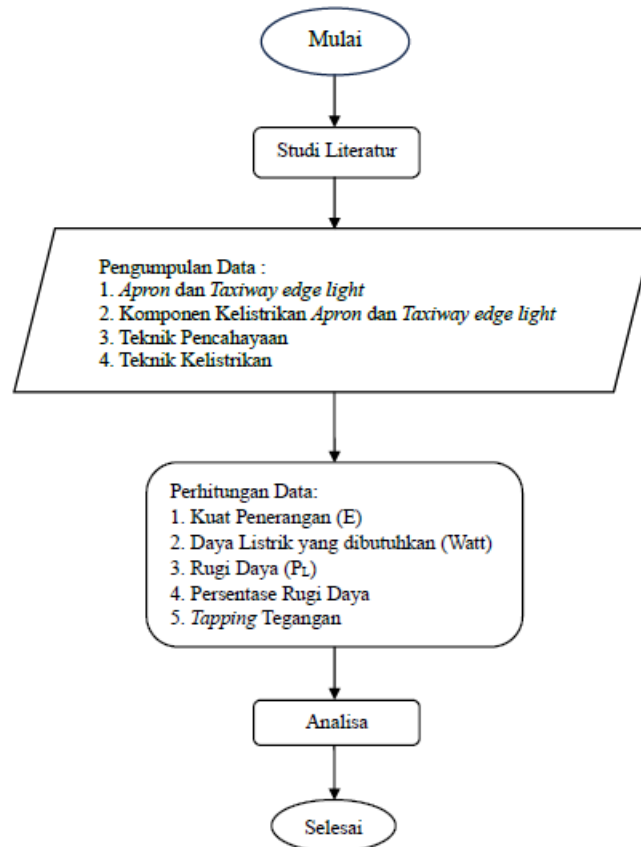 Mulai
Studi Literatur
Pengumpulan Data :
1. Apron dan Taxiway edge light
2. Komponen Kelistrikan Apron dan Taxiway edge light
3. Teknik Pencahayaan
4. Teknik Kelistrikan
Perhitungan Data:
1. Kuat Penerangan (E)
2. Daya Listrik yang dibutuhkan (Watt)
3. Rugi Daya (PL)
4. Persentase Rugi Daya
5. Tapping Tegangan
Analisa
Selesai